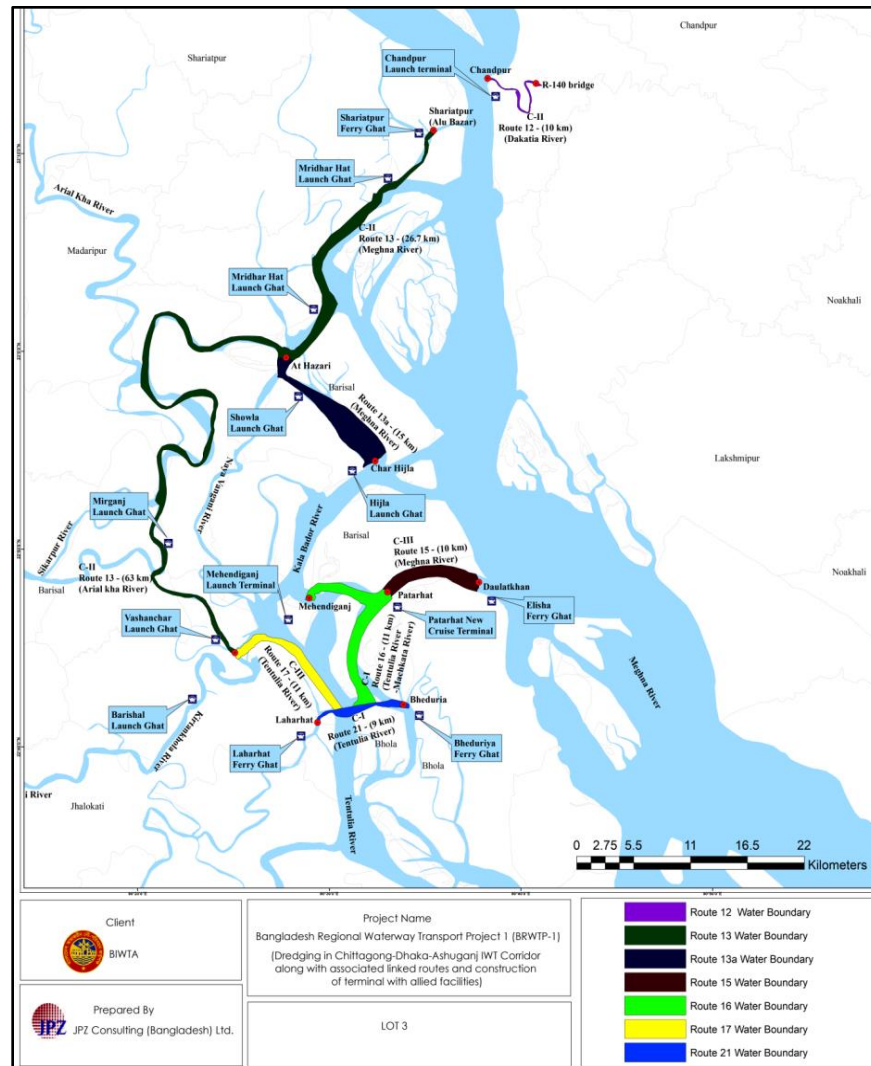 Chandpur
Shariatpur
Chandpur
Launch terminal
Chandpur
R-140 bridge
C-II
Route 12 - (10 km)
(Dakatia River)
Shariatpur
Ferry Ghat
Shariatpur
(Alu Bazar)
Mridhar Hat
Launch Ghat
Arial Kha River
C-II
Route 13 - (26.7 km)
(Meghna River)
Madaripur
Mridhar Hat
Launch Ghat
Noakhali
At Hazari
Barisal
Route 13a - (15 km)
(Meghna River)
Showla
Launch Ghat
Char Hijla
Lakshmipur
Naya Vangani River
Hijla
Launch Ghat
Mirganj
Launch Ghat
Kala Bador River
Barisal
Sikarpur River
C-II
Route 13 - (63 km)
(Arial kha River)
Barisal
C-III
Route 15 - (10 km)
(Meghna River)
Noakhali
Mehendiganj
Launch Terminal
Mehendiganj
Patarhat
Daulatkhan
Elisha
Ferry Ghat
Patarhat New
Cruise Terminal
Vashanchar
Launch Ghat
C-III
Route 17 - (11 km)
(Tentulia River)
C-I
Route 16 - (11 km)
(Tentulia River
-Machkata River)
Meghna River
Barishal
Launch Ghat
Kirtankhola River
Laharhat
Bheduria
C-I
Route 21 - (9 km)
(Tentulia River)
Laharhat
Ferry Ghat
Bheduriya
Ferry Ghat
Bhola
Bhola
i River
Jhalokati
Tentulia River
0 2.75 5.5 11 16.5 22
Kilometers
Client
BIWTA
Prepared By
JPZ
JPZ Consulting (Bangladesh) Ltd.
Project Name
Bangladesh Regional Waterway Transport Project 1 (BRWTP-1)
(Dredging in Chittagong-Dhaka-Ashuganj IWT Corridor
along with associated linked routes and construction
of terminal with allied facilities)
LOT 3
Route 12 Water Boundary
Route 13 Water Boundary
Route 13a Water Boundary
Route 15 Water Boundary
Route 16 Water Boundary
Route 17 Water Boundary
Route 21 Water Boundary